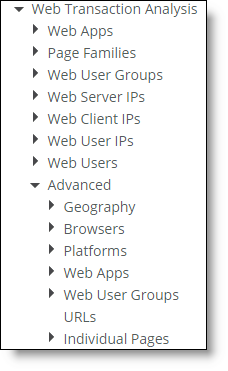 Web Transaction Analysis
Web Apps
Page Families
Web User Groups
Web Server IPs
Web Client IPs
Web User IPs
Web Users
Advanced
Geography
Browsers
Platforms
Web Apps
Web User Groups
URLs
Individual Pages